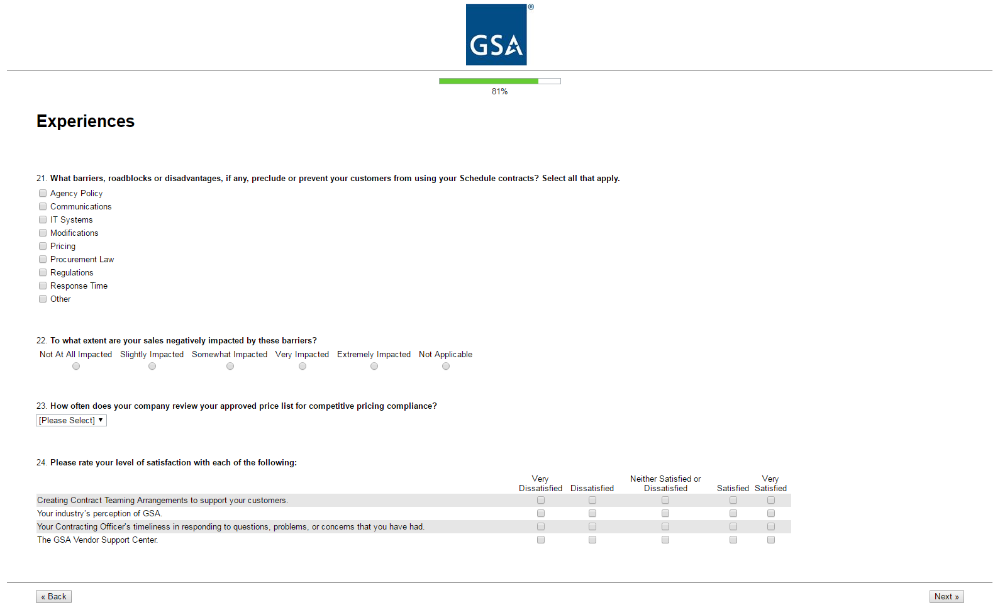 GSA®
81%
Experiences
21. What barriers, roadblocks or disadvantages, if any, preclude or prevent your customers from using your Schedule contracts? Select all that apply.
Agency Policy
Communications
IT Systems
Modifications
Pricing
Procurement Law
Regulations
Response Time
Other
22. To what extent are your sales negatively impacted by these barriers?
Not At All Impacted Slightly Impacted Somewhat Impacted Very Impacted Extremely Impacted Not Applicable
23. How often does your company review your approved price list for competitive pricing compliance?
[Please Select] ▼
24. Please rate your level of satisfaction with each of the following:
Very Neither Satisfied or Very
Dissatisfied Dissatisfied Dissatisfied Satisfied Satisfied
Creating Contract Teaming Arrangements to support your customers.
Your industry’s perception of GSA.
Your Contracting Officer’s timeliness in responding to questions, problems, or concerns that you have had.
The GSA Vendor Support Center.
« Back Next »